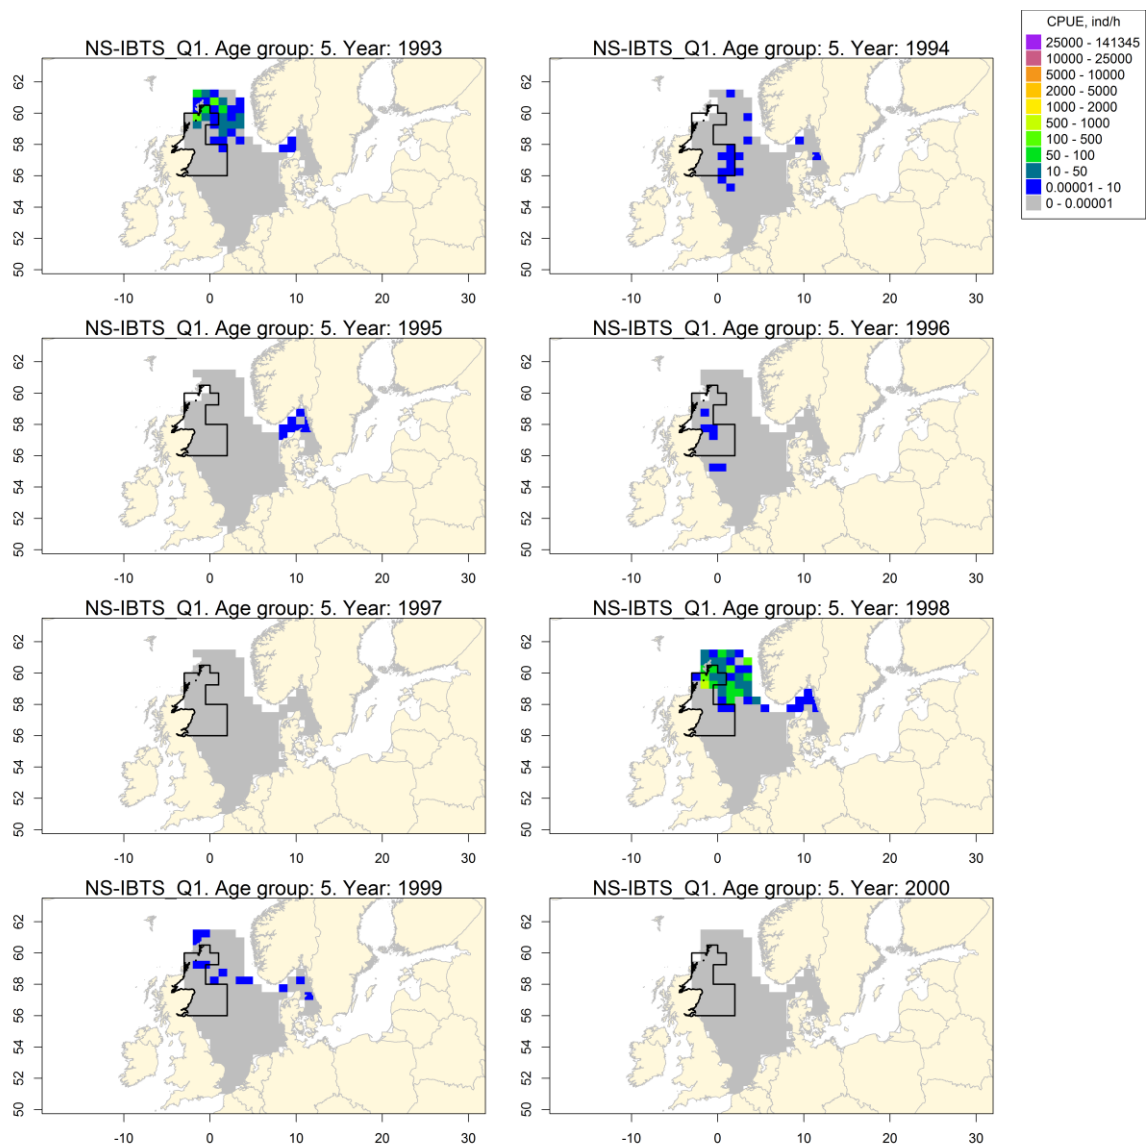 CPUE, ind/h
25000 - 141345
10000 - 25000
5000 - 10000
2000 - 5000
1000 - 2000
500 - 1000
100 - 500
50 - 100
10 - 50
0.00001 - 10
0 - 0.00001
NS-IBTS_Q1. Age group: 5. Year: 1993
62
60
58
56
54
52
50
-10 0 10 20 30
NS-IBTS_Q1. Age group: 5. Year: 1994
62
60
58
56
54
52
50
-10 0 10 20 30
NS-IBTS_Q1. Age group: 5. Year: 1995
62
60
58
56
54
52
50
-10 0 10 20 30
NS-IBTS_Q1. Age group: 5. Year: 1996
62
60
58
56
54
52
50
-10 0 10 20 30
NS-IBTS_Q1. Age group: 5. Year: 1997
62
60
58
56
54
52
50
-10 0 10 20 30
NS-IBTS_Q1. Age group: 5. Year: 1998
62
60
58
56
54
52
50
-10 0 10 20 30
NS-IBTS_Q1. Age group: 5. Year: 1999
62
60
58
56
54
52
50
-10 0 10 20 30
NS-IBTS_Q1. Age group: 5. Year: 2000
62
60
58
56
54
52
50
-10 0 10 20 30